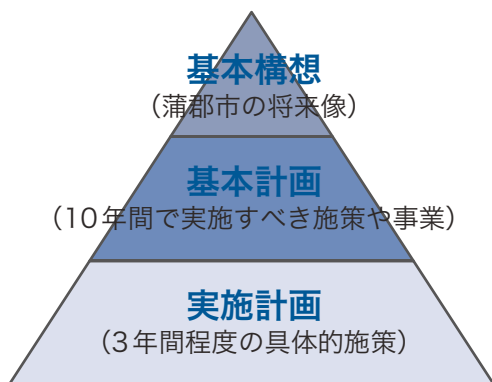 基本構想
（蒲郡市の将来像）
基本計画
（10年間で実施すべき施策や事業）
実施計画
（3年間程度の具体的施策）